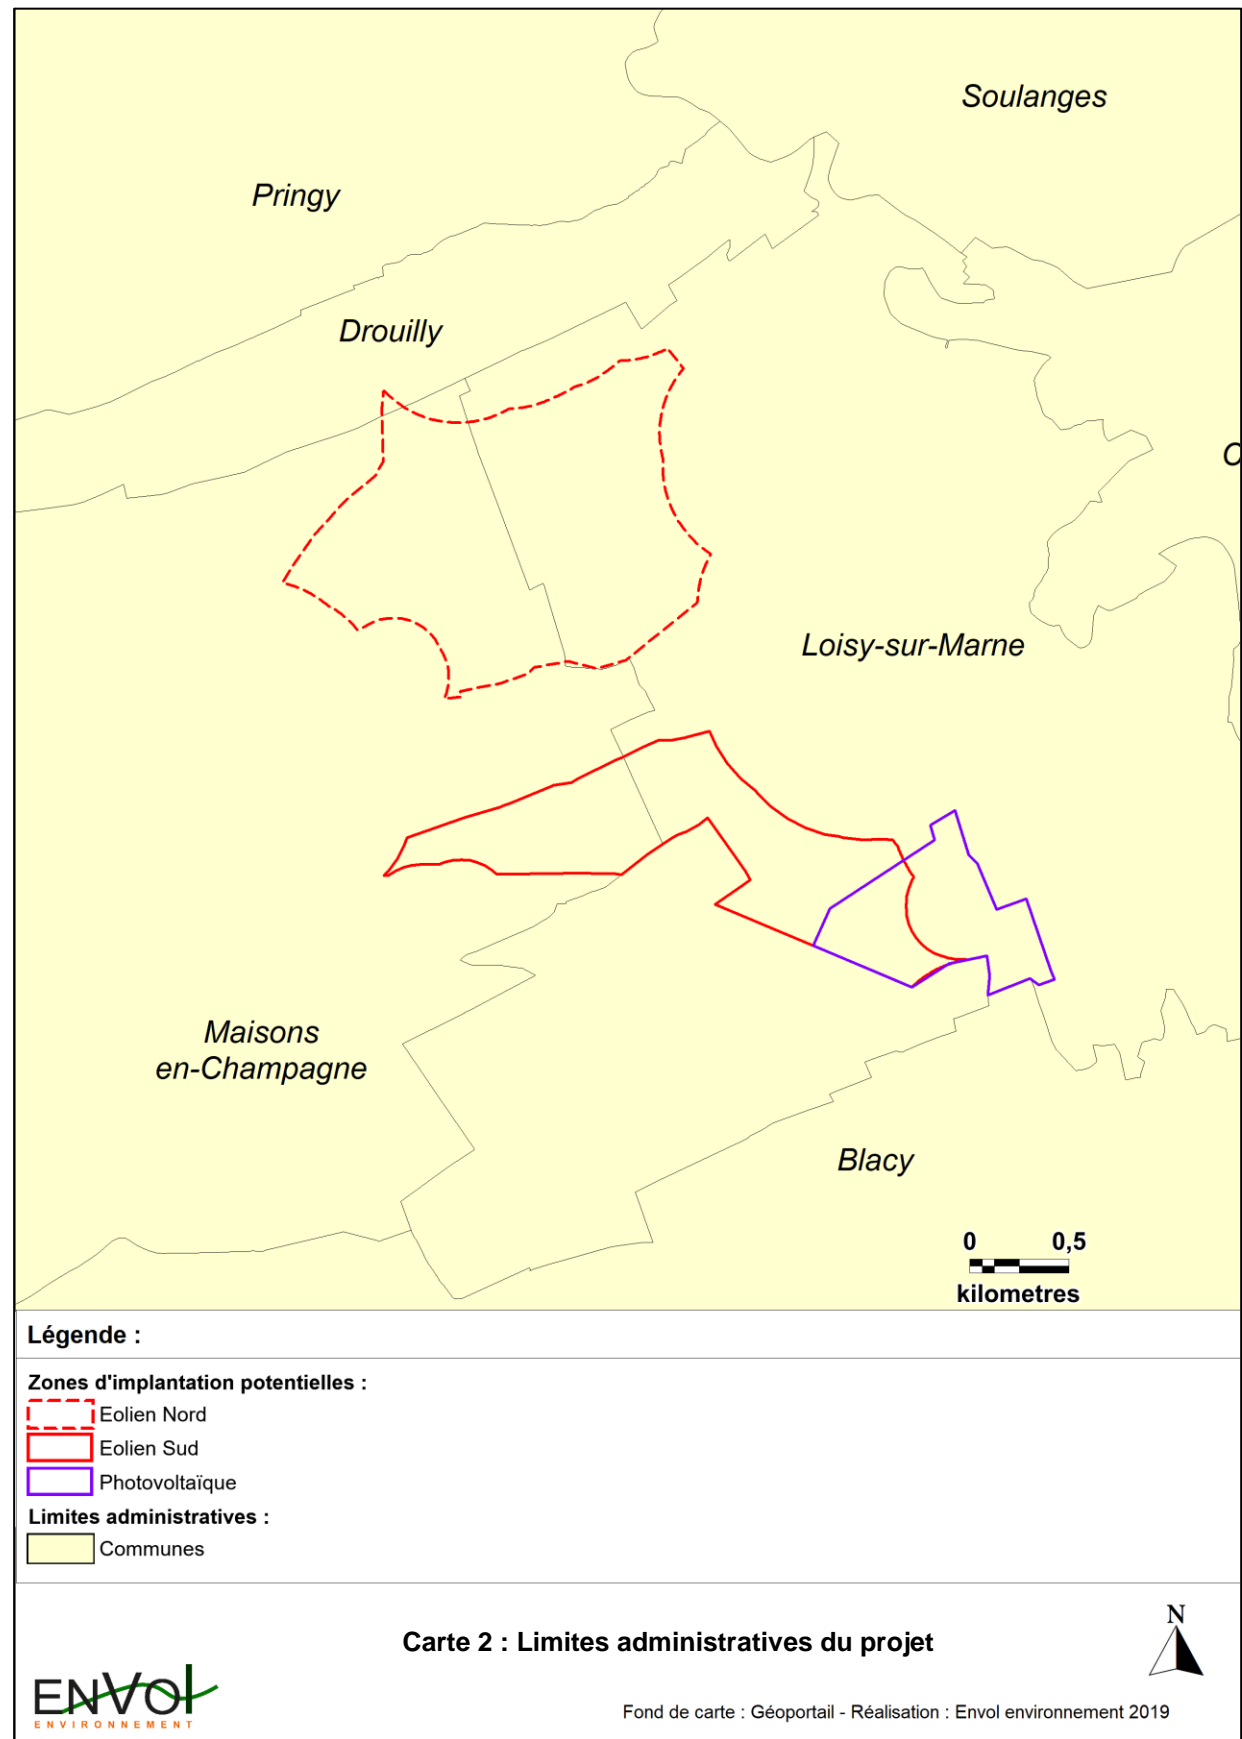 Soulanges
Pringy
Drouilly
Loisy-sur-Marne
Maisons
en-Champagne
Blacy
0 0,5
kilometres
Légende :
Zones d'implantation potentielles :
Eolien Nord
Eolien Sud
Photovoltaïque
Limites administratives :
Communes
N
Carte 2 : Limites administratives du projet
ENVOl
ENVIRONNEMENT
Fond de carte : Géoportail - Réalisation : Envol environnement 2019